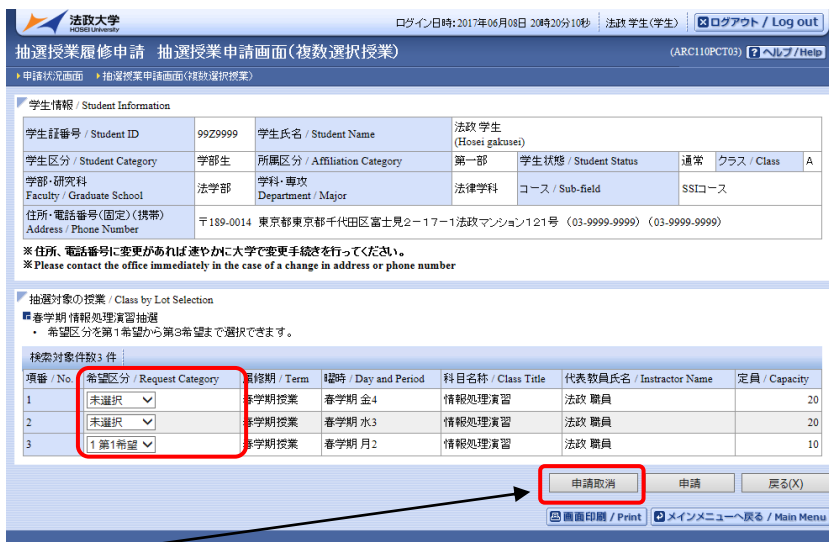 法政大学
HOSEI University
ログイン日時:2017年06月08日 20時20分10秒 法政 学生(学生) ログアウト / Log out
抽選授業履修申請 抽選授業申請画面(複数選択授業) (ARC110PCT03) ? ヘルプ/Help
申請状況画面 抽選授業申請画面(複数選択授業)
学生情報 / Student Information
学生証番号 / Student ID 99Z9999 学生氏名 / Student Name 法政 学生
(Hosei gakusei)
学生区分 / Student Category 学部生 所属区分 / Affiliation Category 第一部 学生状態 / Student Status 通常 クラス / Class A
学部・研究科
Faculty / Graduate School 法学部 学科・専攻
Department / Major 法律学科 コース / Sub-field SSIコース
住所・電話番号(固定)(携帯)
Address / Phone Number 〒189-0014 東京都東京都千代田区富士見2-17-1法政マンション121号 (03-9999-9999) (03-9999-9999)
※住所、電話番号に変更があれば速やかに大学で変更手続きを行ってください。
※Please contact the office immediately in the case of a change in address or phone number
抽選対象の授業 / Class by Lot Selection
春学期 情報処理演習抽選
・ 希望区分を第1希望から第3希望まで選択できます。
検索対象件数3 件
項番 / No. 希望区分 / Request Category 履修期 / Term 曜時 / Day and Period 科目名称 / Class Title 代表教員氏名 / Instructor Name 定員 / Capacity
1 未選択 春学期授業 春学期 金4 情報処理演習 法政 職員 20
2 未選択 春学期授業 春学期 水3 情報処理演習 法政 職員 20
3 1 第1希望 春学期授業 春学期 月2 情報処理演習 法政 職員 10
申請取消 申請 戻る(X)
画面印刷 / Print メインメニューへ戻る / Main Menu